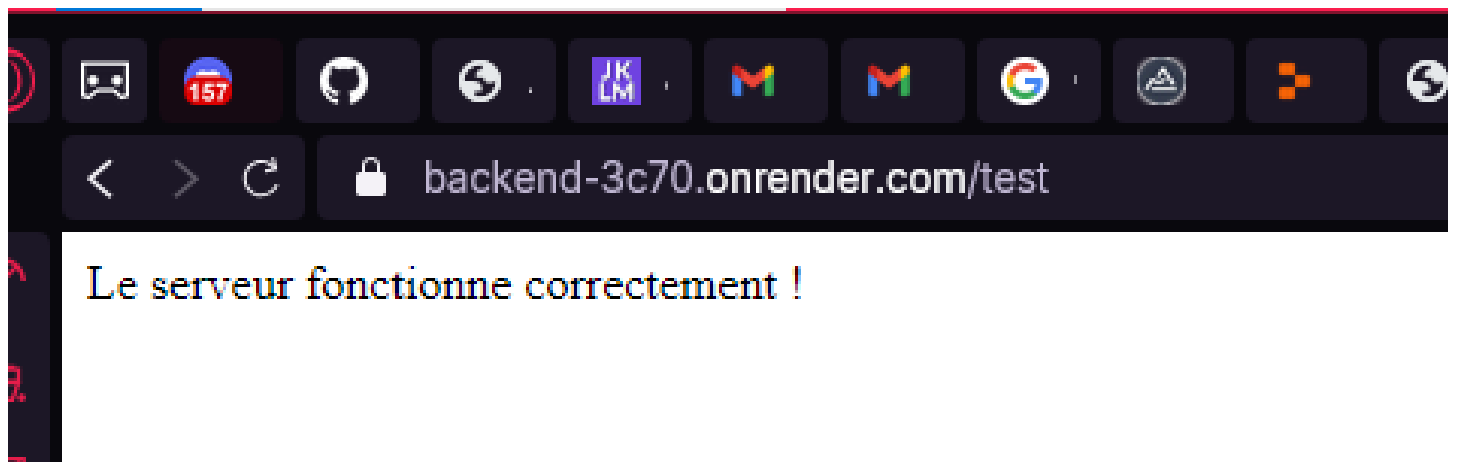 157
JK
LM
backend-3c70.onrender.com/test
Le serveur fonctionne correctement !